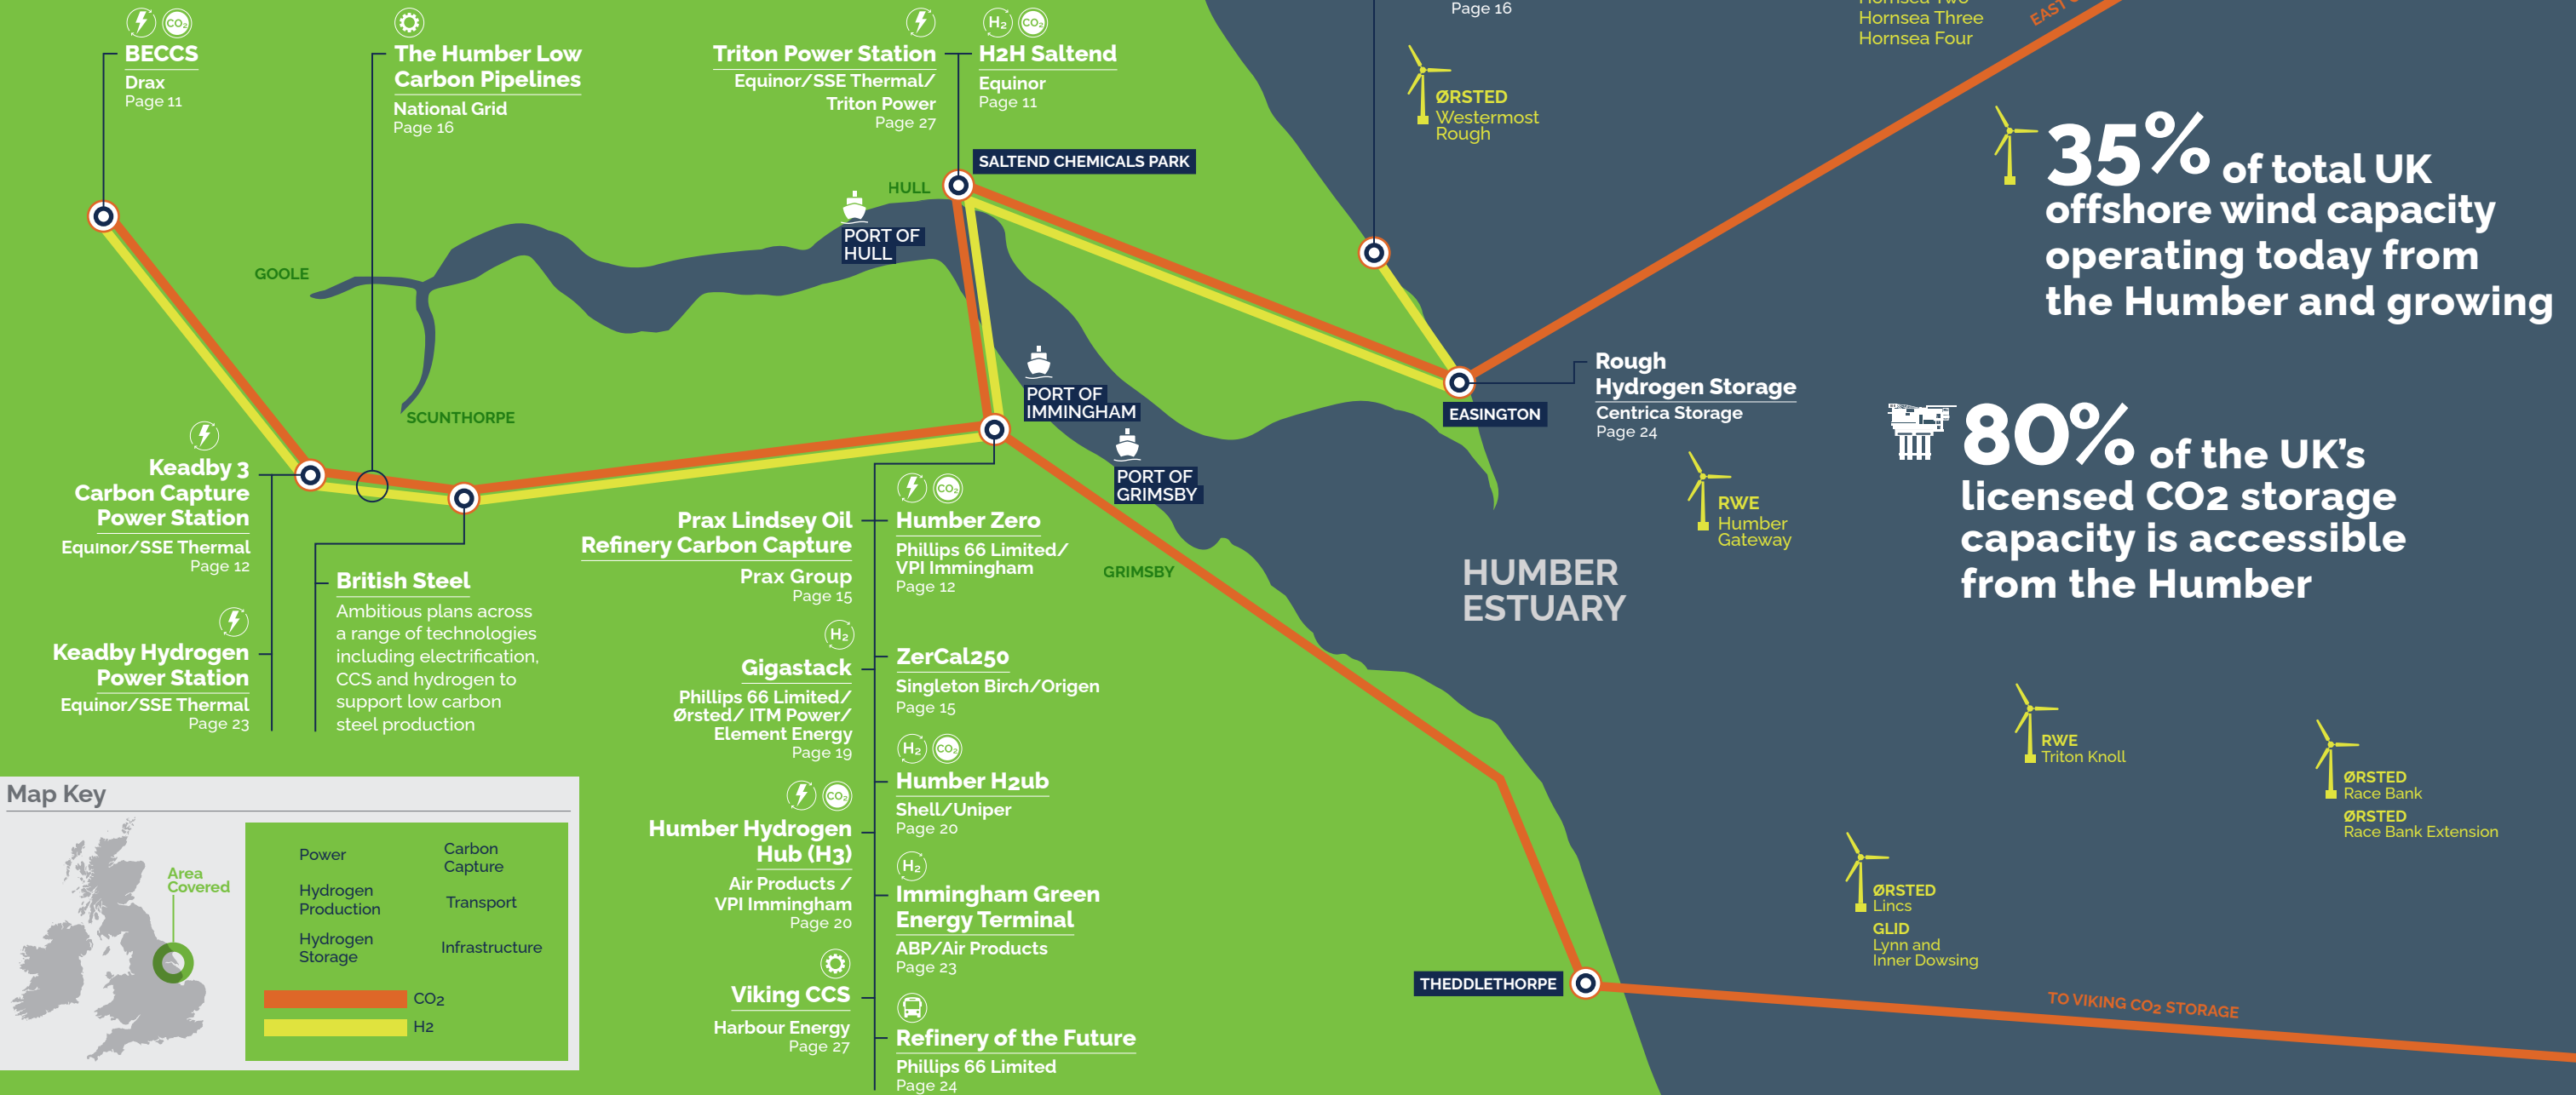 BECCS
Drax
Page 11
The Humber Low
Carbon Pipelines
National Grid
Page 16
Triton Power Station
Equinor/SSE Thermal/
Triton Power
Page 27
H2H Saltend
Equinor
Page 11
Page 16
Hornsea Two
Hornsea Three
Hornsea Four
EAST
ØRSTED
Westermost
Rough
SALTEND CHEMICALS PARK
HULL
PORT OF
HULL
GOOLE
SCUNTHORPE
PORT OF
IMMINGHAM
PORT OF
GRIMSBY
GRIMSBY
EASINGTON
Rough
Hydrogen Storage
Centrica Storage
Page 24
35% of total UK
offshore wind capacity
operating today from
the Humber and growing
80% of the UK's
licensed CO2 storage
capacity is accessible
from the Humber
RWE
Humber
Gateway
HUMBER
ESTUARY
Keadby 3
Carbon Capture
Power Station
Equinor/SSE Thermal
Page 12
Keadby Hydrogen
Power Station
Equinor/SSE Thermal
Page 23
British Steel
Ambitious plans across
a range of technologies
including electrification,
CCS and hydrogen to
support low carbon
steel production
Prax Lindsey Oil
Refinery Carbon Capture
Prax Group
Page 15
H2
Gigastack
Phillips 66 Limited/
Ørsted/ ITM Power/
Element Energy
Page 19
CO2
Humber Hydrogen
Hub (H3)
Air Products /
VPI Immingham
Page 20
Viking CCS
Harbour Energy
Page 27
CO2
Humber Zero
Phillips 66 Limited/
VPI Immingham
Page 12
ZerCal250
Singleton Birch/Origen
Page 15
H2 CO2
Humber H2ub
Shell/Uniper
Page 20
H2
Immingham Green
Energy Terminal
ABP/Air Products
Page 23
Refinery of the Future
Phillips 66 Limited
Page 24
RWE
Triton Knoll
ØRSTED
Race Bank
ØRSTED
Race Bank Extension
ØRSTED
Lincs
GLID
Lynn and
Inner Dowsing
THEDDLETHORPE
TO VIKING CO2 STORAGE
Map Key
Area
Covered
Power
Carbon
Capture
Hydrogen
Production
Transport
Hydrogen
Storage
Infrastructure
CO2
H2
CO2
H2 CO2